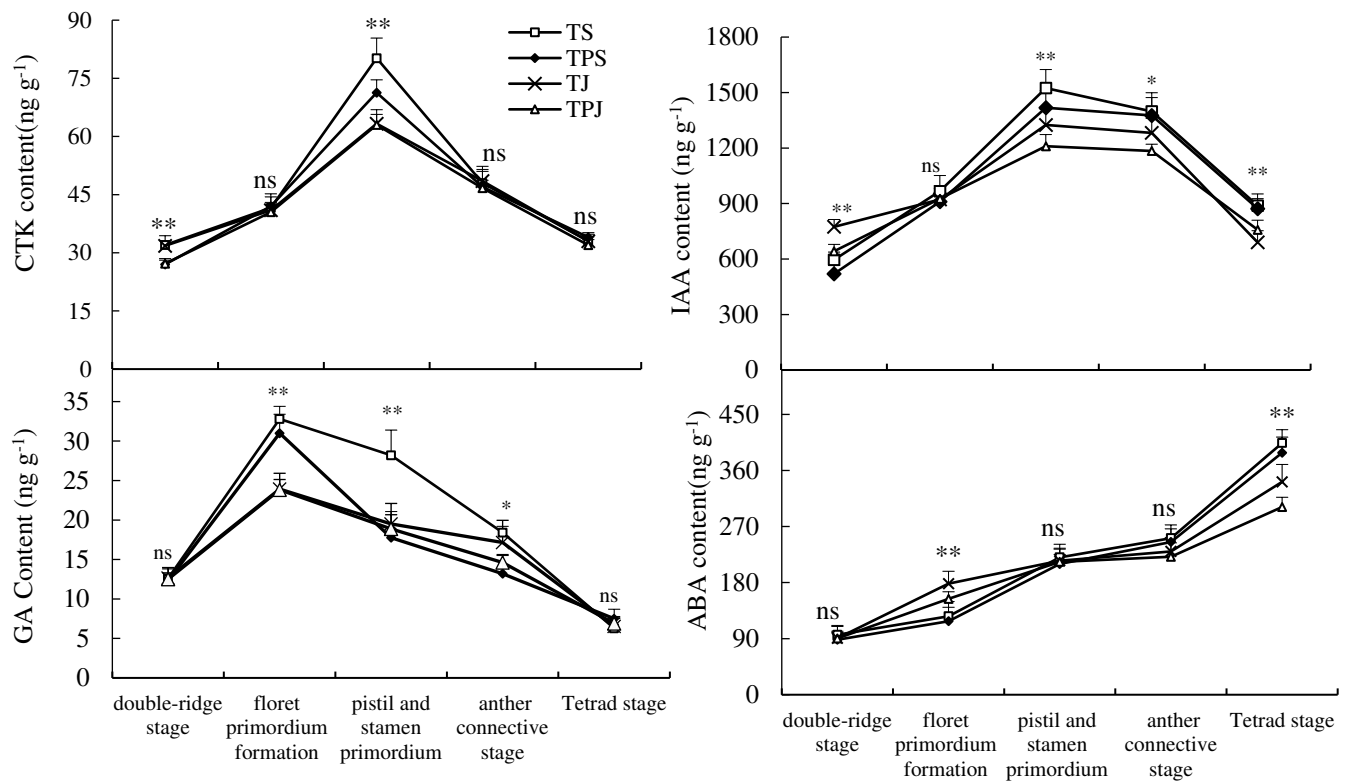 CTK content(ng g-1)
90
75
60
45
30
15
0
**
ns
**
ns
ns
TS
TPS
TJ
TPJ
IAA content (ng g-1)
1800
1500
1200
900
600
300
0
**
ns
**
*
**
GA Content (ng g-1)
35
30
25
20
15
10
5
0
ns
**
**
*
ns
double-ridge
stage
floret
primordium
formation
pistil and
stamen
primordium
anther
connective
stage
Tetrad stage
ABA content(ng g-1)
450
360
270
180
90
0
ns
**
ns
ns
**
double-ridge
stage
floret
primordium
formation
pistil and
stamen
primordium
anther
connective
stage
Tetrad stage